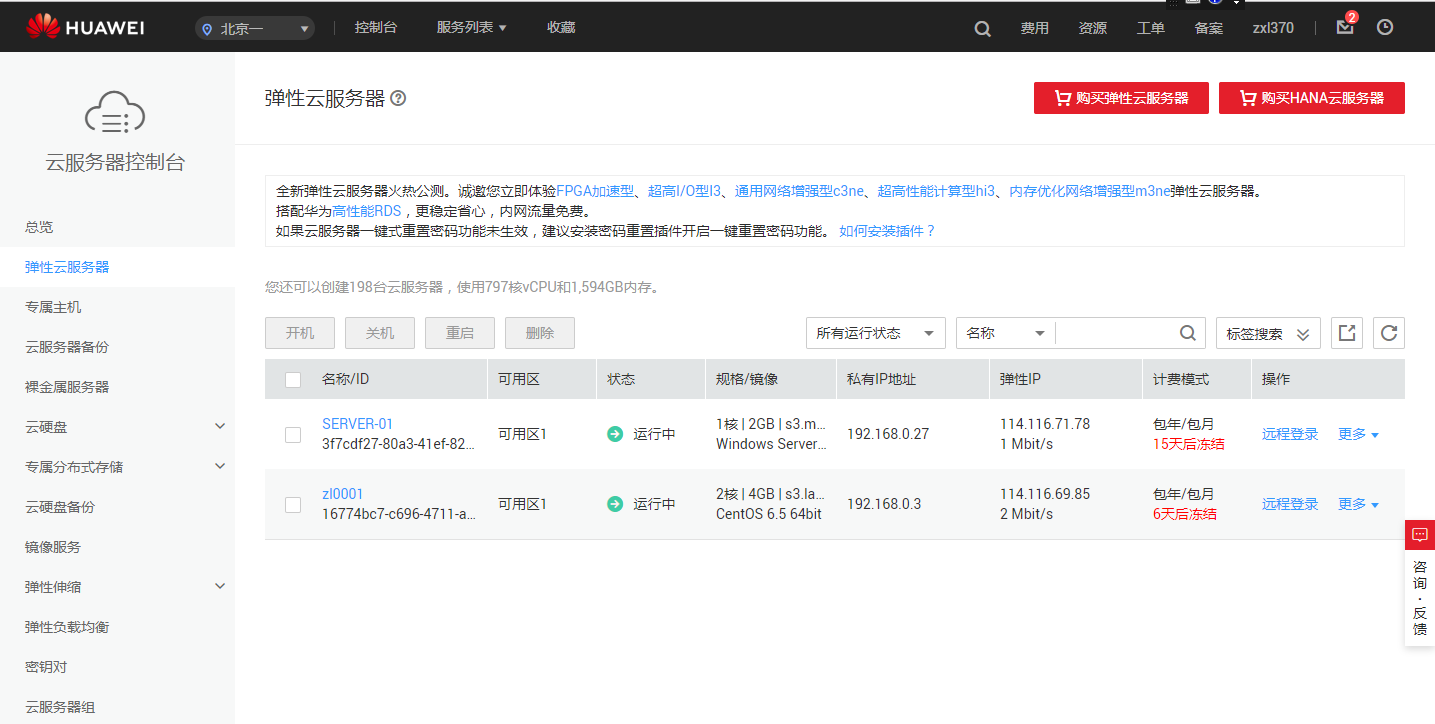 HUAWEI
北京一
控制台
服务列表
收藏
费用
资源
工单
备案
zxl370
2
云服务器控制台
总览
弹性云服务器
专属主机
云服务器备份
裸金属服务器
云硬盘
专属分布式存储
云硬盘备份
镜像服务
弹性伸缩
弹性负载均衡
密钥对
云服务器组
弹性云服务器
购买弹性云服务器
购买HANA云服务器
全新弹性云服务器火热公测。诚邀您立即体验FPGA加速型、超高I/O型I3、通用网络增强型c3ne、超高性能计算型hi3、内存优化网络增强型m3ne弹性云服务器。
搭配华为高性能RDS，更稳定省心，内网流量免费。
如果云服务器一键式重置密码功能未生效，建议安装密码重置插件开启一键重置密码功能。 如何安装插件？
您还可以创建198台云服务器，使用797核vCPU和1,594GB内存。
开机
关机
重启
删除
所有运行状态
名称
标签搜索
名称/ID
可用区
状态
规格/镜像
私有IP地址
弹性IP
计费模式
操作
SERVER-01
3f7cdf27-80a3-41ef-82...
可用区1
运行中
1核 | 2GB | s3.m...
Windows Server...
192.168.0.27
114.116.71.78
1 Mbit/s
包年/包月
15天后冻结
远程登录
更多
zl0001
16774bc7-c696-4711-a...
可用区1
运行中
2核 | 4GB | s3.la...
CentOS 6.5 64bit
192.168.0.3
114.116.69.85
2 Mbit/s
包年/包月
6天后冻结
远程登录
更多
咨询·反馈